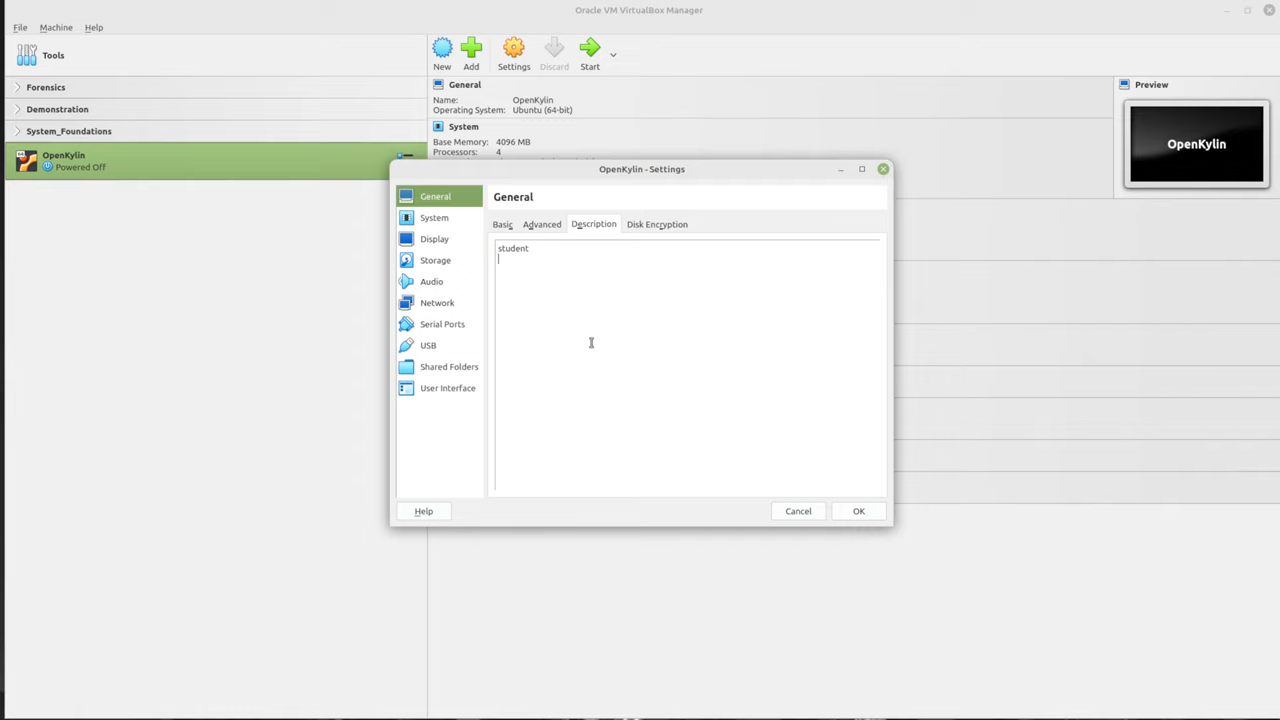 Oracle VM VirtualBox Manager
File Machine Help
Tools
New Add Settings Discard Start
Forensics
Demonstration
System_Foundations
OpenKylin
Powered Off
General
Name: OpenKylin
Operating System: Ubuntu (64-bit)
System
Base Memory: 4096 MB
Processors: 4
Preview
OpenKylin
OpenKylin - Settings
General
System
Display
Storage
Audio
Network
Serial Ports
USB
Shared Folders
User Interface
General
Basic Advanced Description Disk Encryption
student
Help Cancel OK